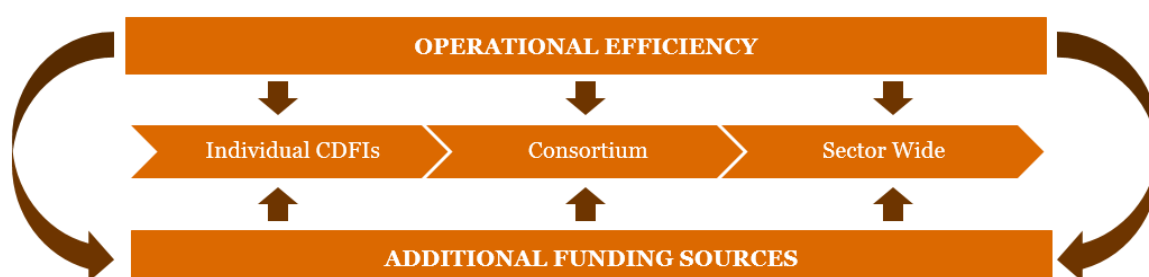 OPERATIONAL EFFICIENCY
Individual CDFIs
Consortium
Sector Wide
ADDITIONAL FUNDING SOURCES